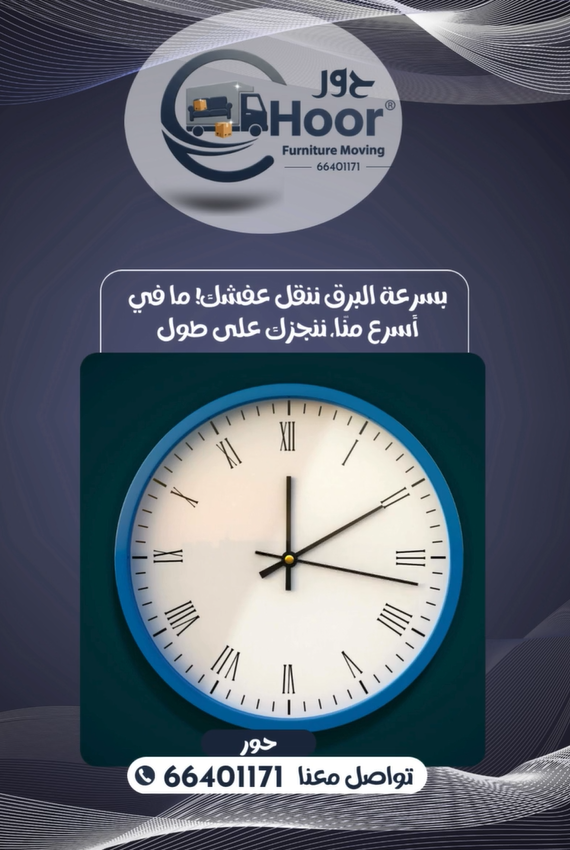 حور
Hoor®
Furniture Moving
66401171
بسرعة البرق ننقل عفشك! ما في
أسرع منّا، ننجزك على طول
XII
I
II
III
IIII
V
VI
VII
VIII
IX
X
XI
حور
تواصل معنا 66401171